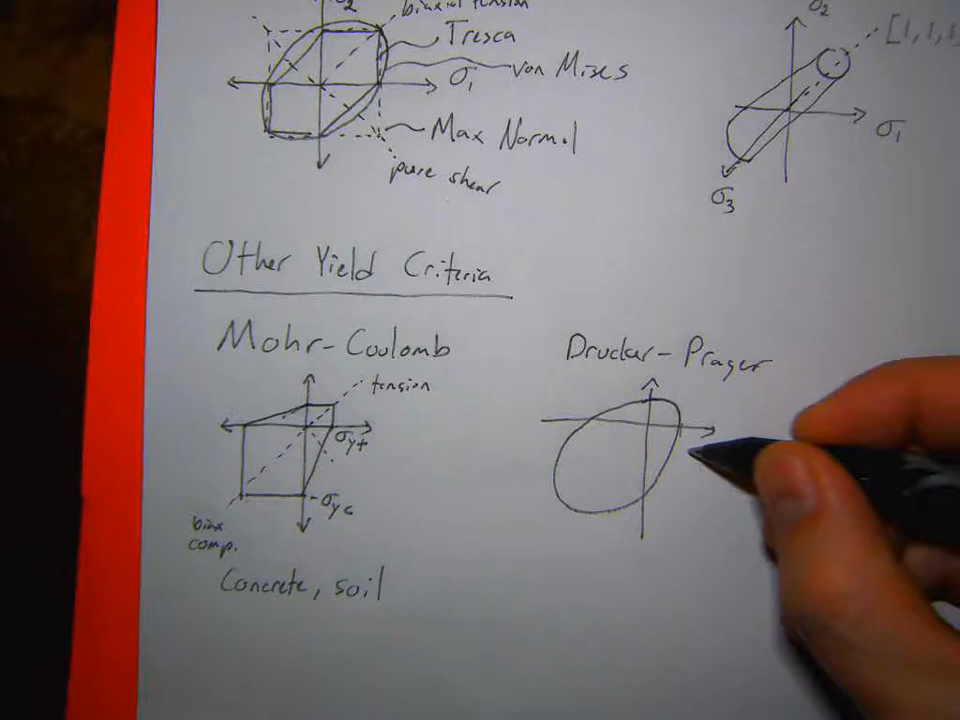 σ₂
biaxial tension
Tresca
σ₁
von Mises
Max Normal
pure shear
σ₂
[1,1,1
σ₁
σ₃
Other Yield Criteria
Mohr-Coulomb
tension
σyt
σyc
biax
comp.
Concrete, soil
Drucker-Prager